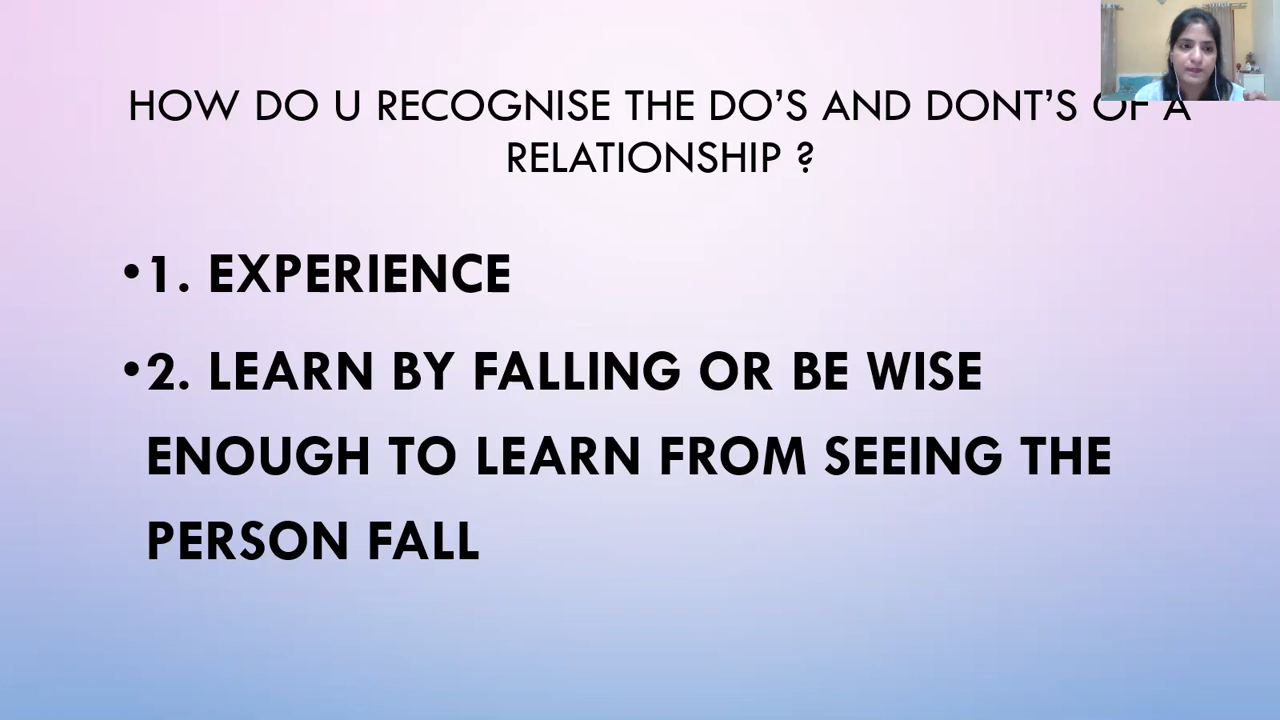 HOW DO U RECOGNISE THE DO’S AND DONT’S OF A
RELATIONSHIP ?
•1. EXPERIENCE
•2. LEARN BY FALLING OR BE WISE
ENOUGH TO LEARN FROM SEEING THE
PERSON FALL